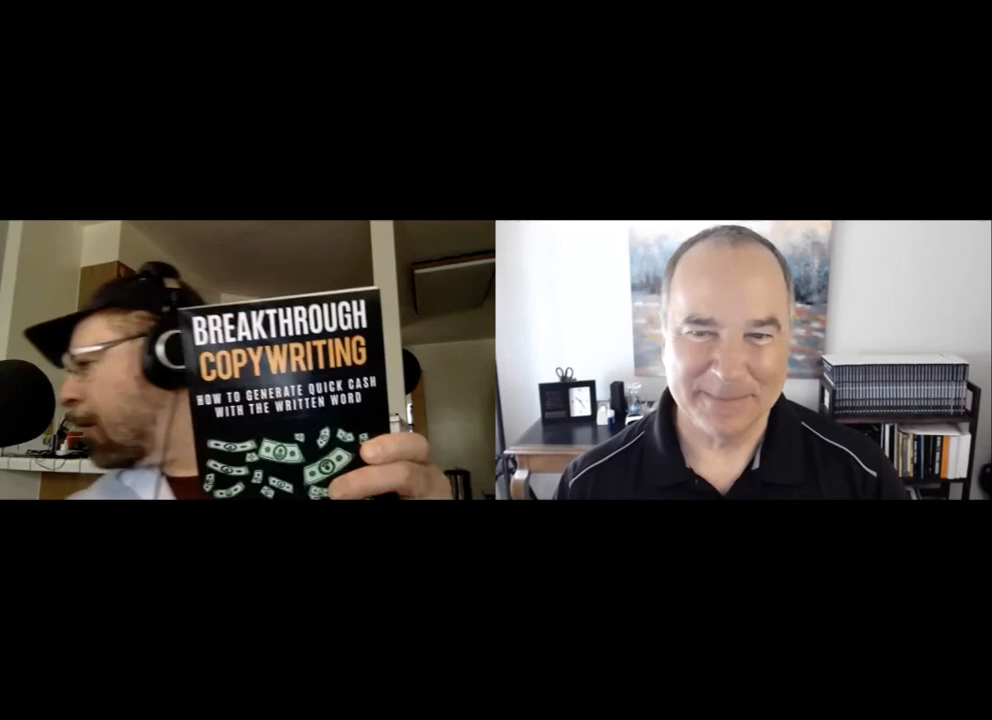 BREAKTHROUGH
COPYWRITING
HOW TO GENERATE QUICK CASH
WITH THE WRITTEN WORD